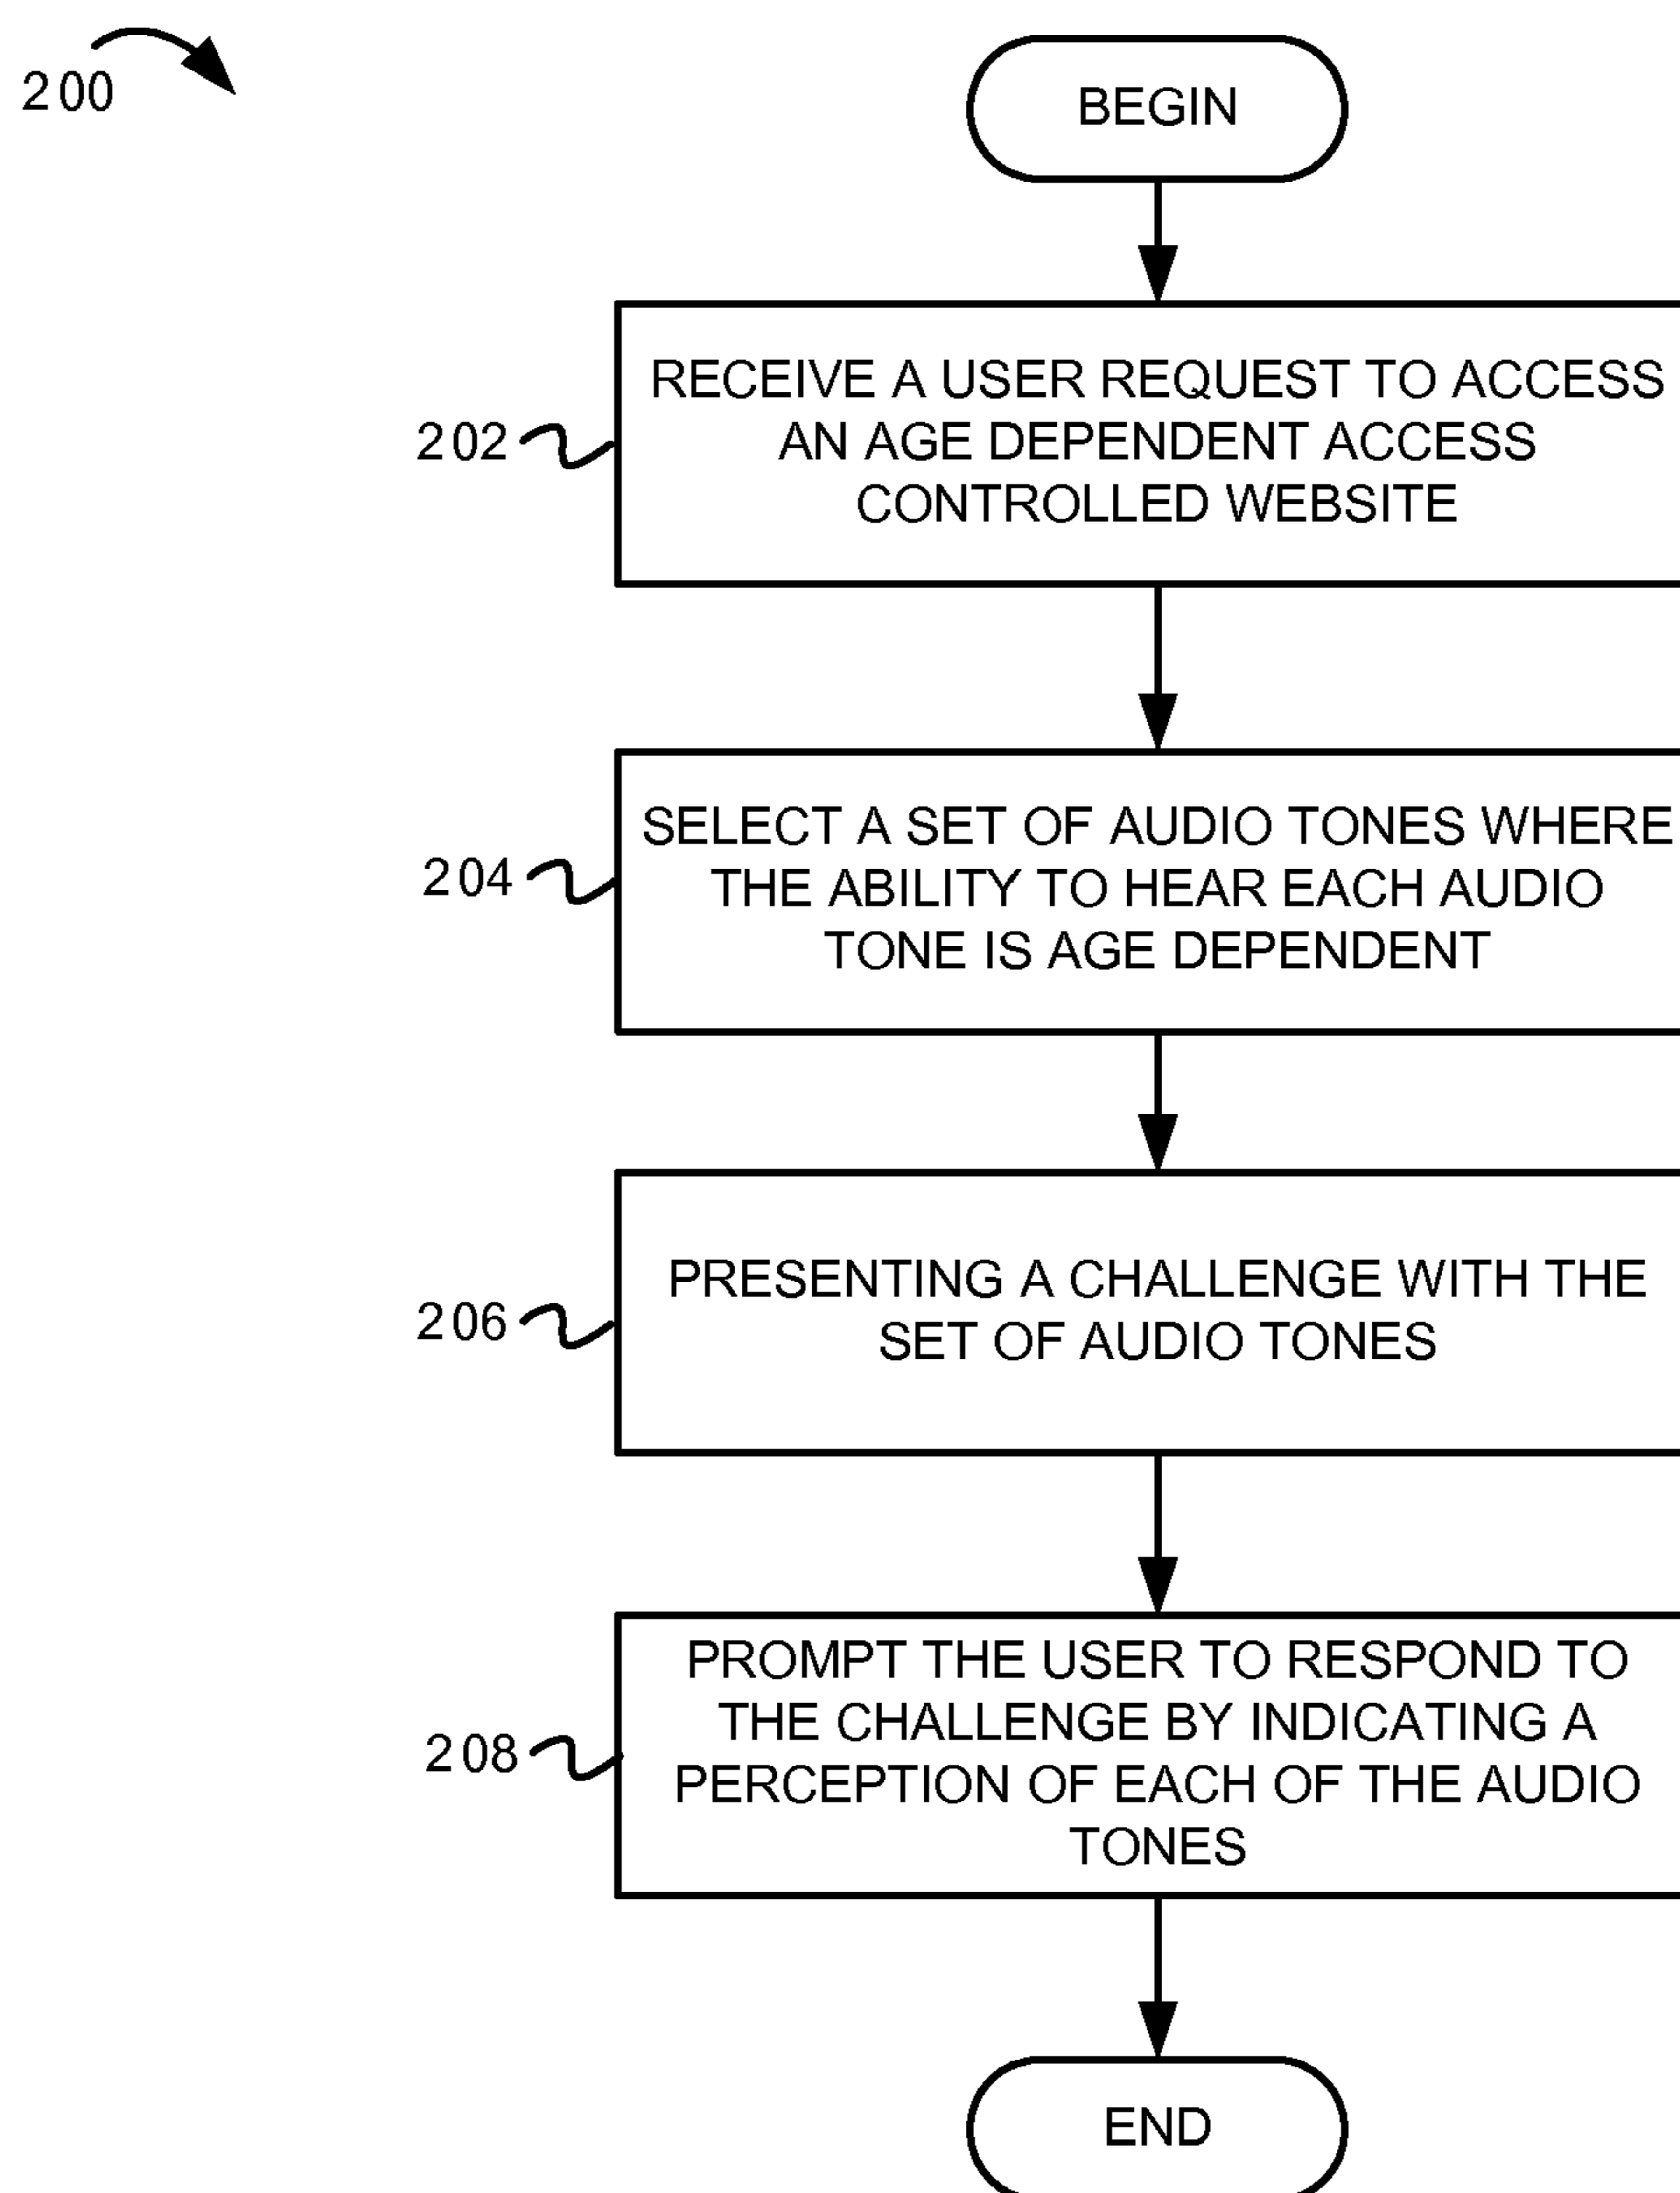 200
BEGIN
RECEIVE A USER REQUEST TO ACCESS
AN AGE DEPENDENT ACCESS
CONTROLLED WEBSITE
202
SELECT A SET OF AUDIO TONES WHERE
THE ABILITY TO HEAR EACH AUDIO
TONE IS AGE DEPENDENT
204
PRESENTING A CHALLENGE WITH THE
SET OF AUDIO TONES
206
PROMPT THE USER TO RESPOND TO
THE CHALLENGE BY INDICATING A
PERCEPTION OF EACH OF THE AUDIO
TONES
208
END